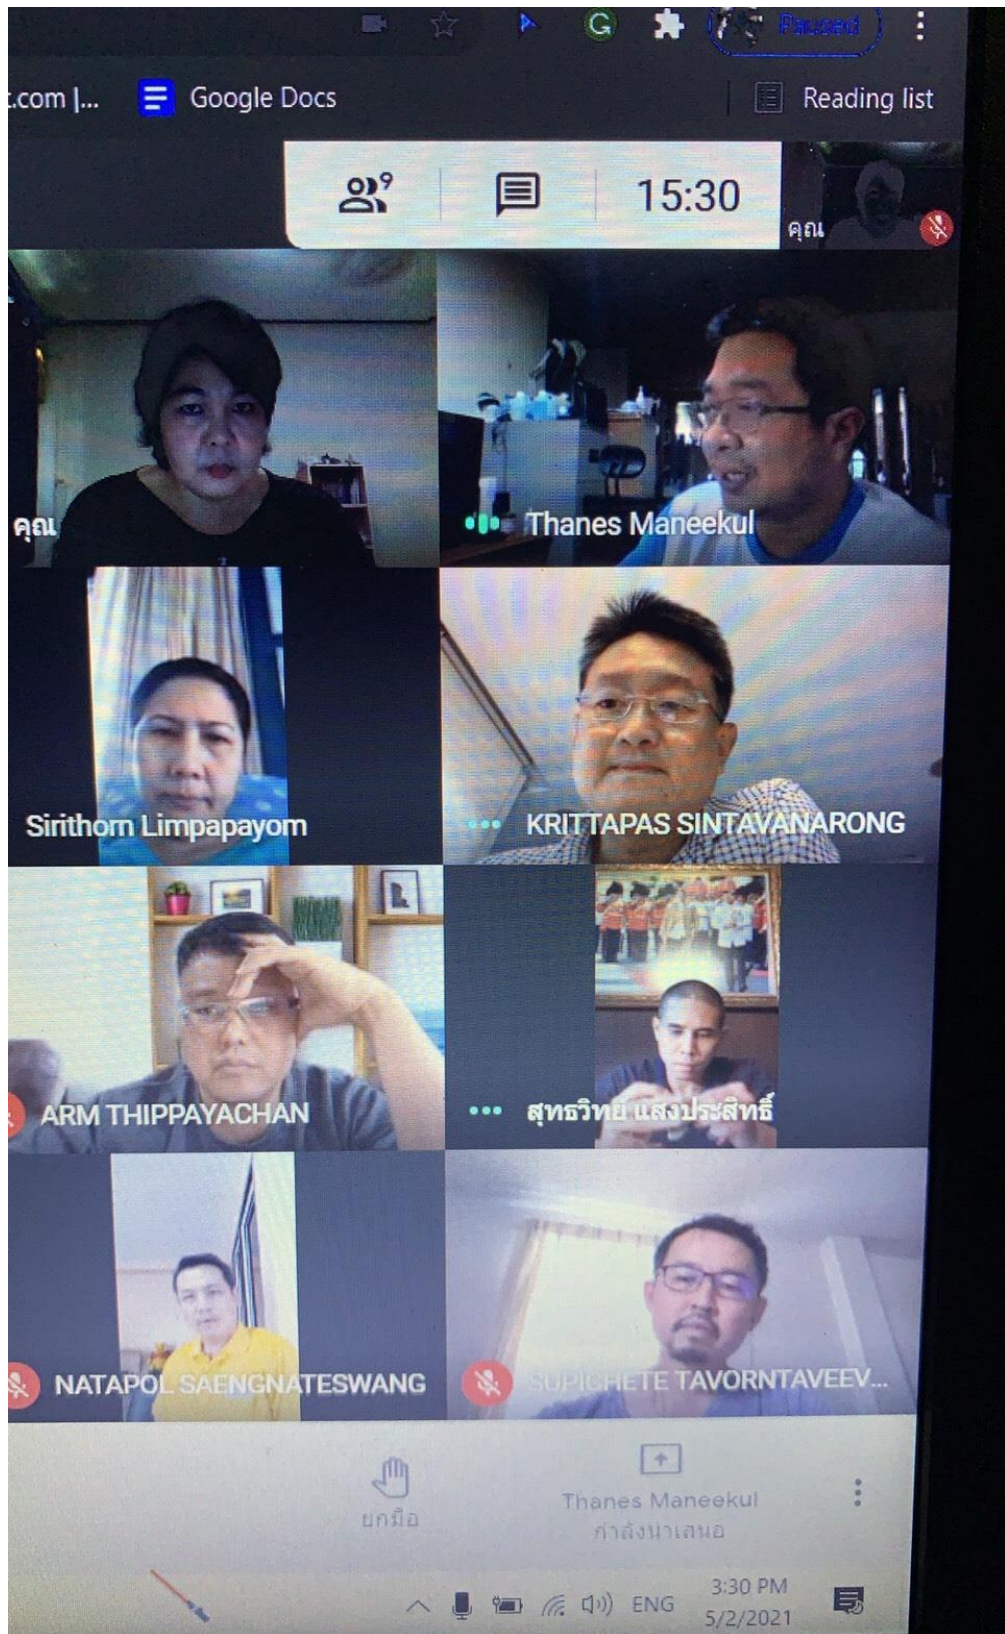 Paused
t.com |...
Google Docs
Reading list
9
15:30
คุณ
คุณ
Thanes Maneekul
Sirithorn Limpapayom
KRITTAPAS SINTAVANARONG
ARM THIPPAYACHAN
สุทธวิทย์ แสงประสิทธิ์
NATAPOL SAENGNATESWANG
SUPICHETE TAVORNTAVEEV...
ยกมือ
Thanes Maneekul
กำลังนำเสนอ
ENG
3:30 PM
5/2/2021